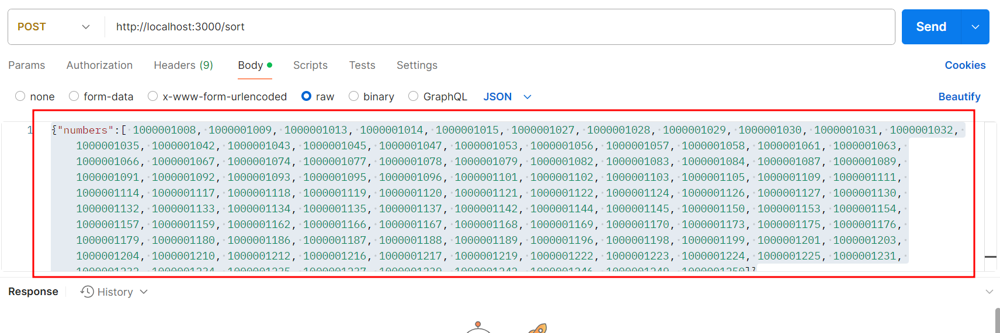 POST http://localhost:3000/sort Send
Params Authorization Headers (9) Body Scripts Tests Settings Cookies
none form-data x-www-form-urlencoded raw binary GraphQL JSON Beautify
1 {"numbers":[ 1000001008, 1000001009, 1000001013, 1000001014, 1000001015, 1000001027, 1000001028, 1000001029, 1000001030, 1000001031, 1000001032,
1000001035, 1000001042, 1000001043, 1000001045, 1000001047, 1000001053, 1000001056, 1000001057, 1000001058, 1000001061, 1000001063,
1000001066, 1000001067, 1000001074, 1000001077, 1000001078, 1000001079, 1000001082, 1000001083, 1000001084, 1000001087, 1000001089,
1000001091, 1000001092, 1000001093, 1000001095, 1000001096, 1000001101, 1000001102, 1000001103, 1000001105, 1000001109, 1000001111,
1000001114, 1000001117, 1000001118, 1000001119, 1000001120, 1000001121, 1000001122, 1000001124, 1000001126, 1000001127, 1000001130,
1000001132, 1000001133, 1000001134, 1000001135, 1000001137, 1000001142, 1000001144, 1000001145, 1000001150, 1000001153, 1000001154,
1000001157, 1000001159, 1000001162, 1000001166, 1000001167, 1000001168, 1000001169, 1000001170, 1000001173, 1000001175, 1000001176,
1000001179, 1000001180, 1000001186, 1000001187, 1000001188, 1000001189, 1000001196, 1000001198, 1000001199, 1000001201, 1000001203,
1000001204, 1000001210, 1000001212, 1000001216, 1000001217, 1000001219, 1000001222, 1000001223, 1000001224, 1000001225, 1000001231,
Response History